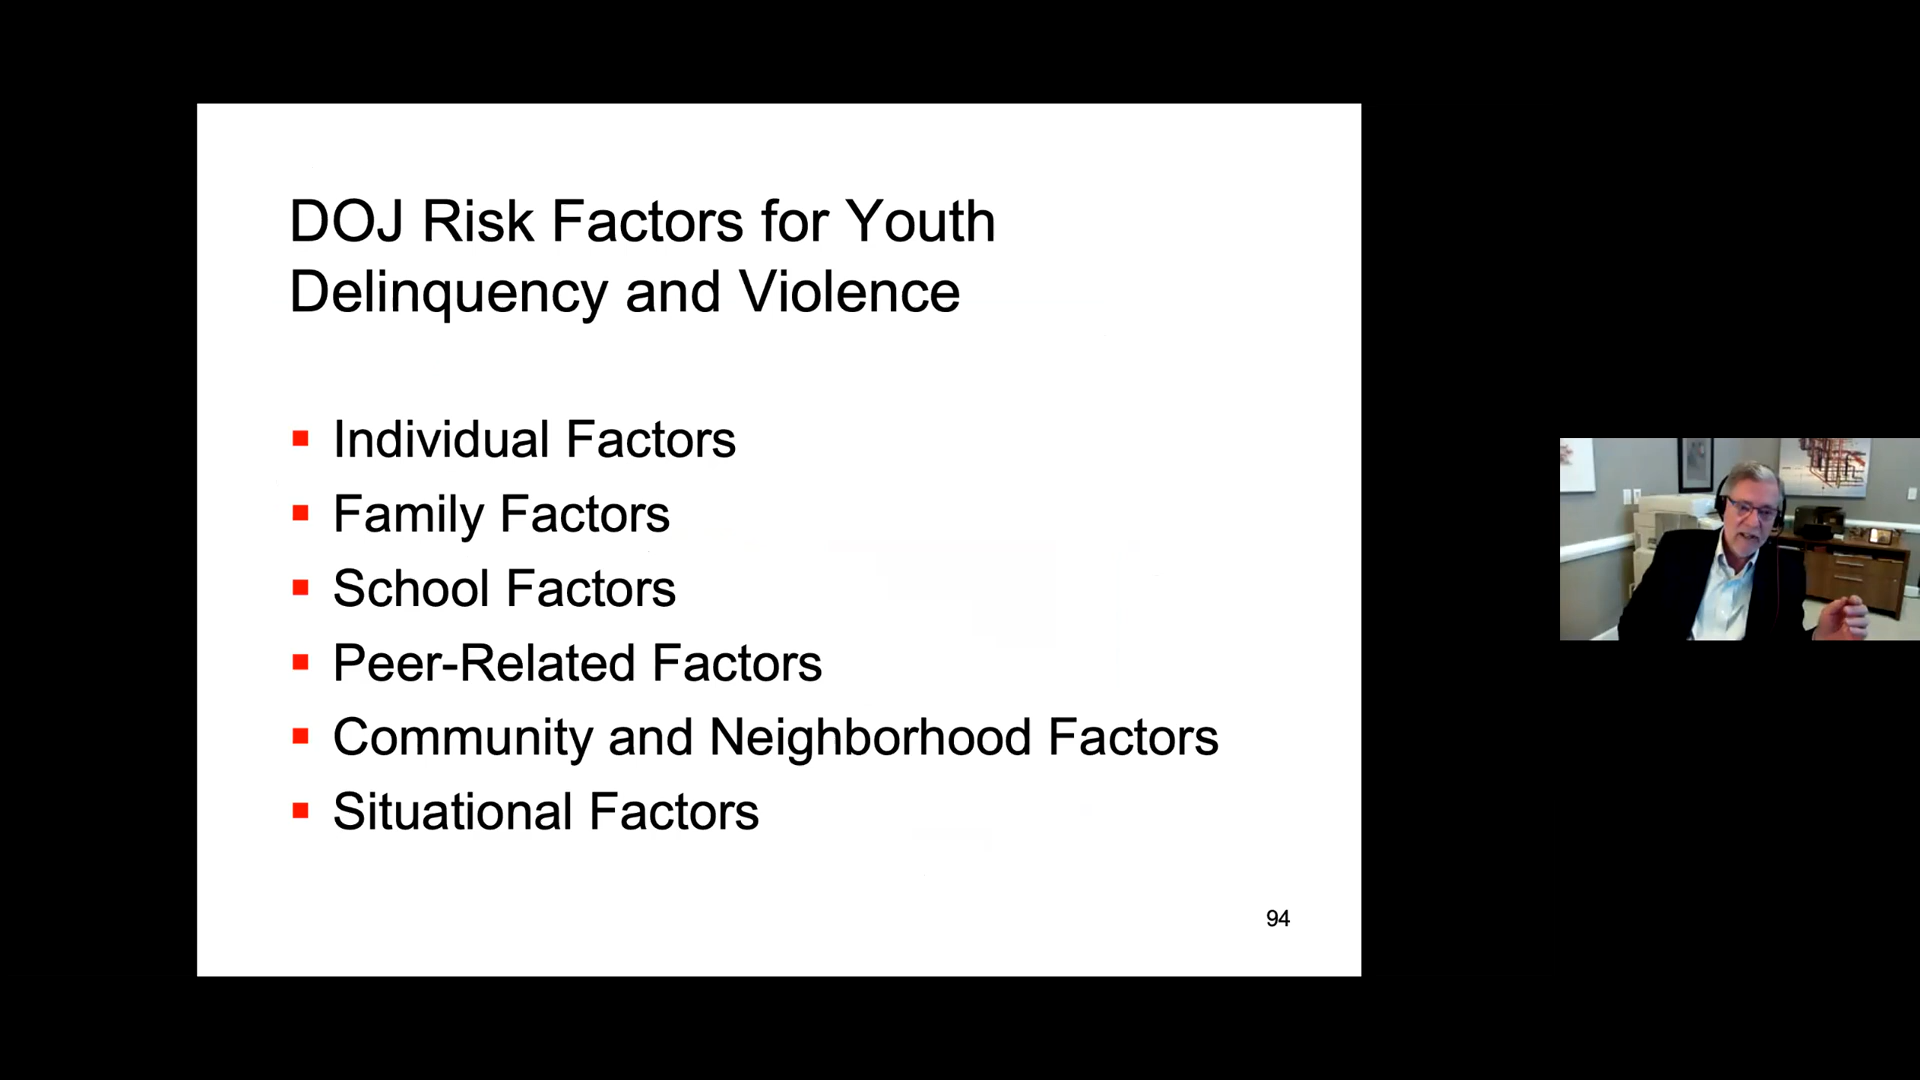 DOJ Risk Factors for Youth
Delinquency and Violence
Individual Factors
Family Factors
School Factors
Peer-Related Factors
Community and Neighborhood Factors
Situational Factors
94